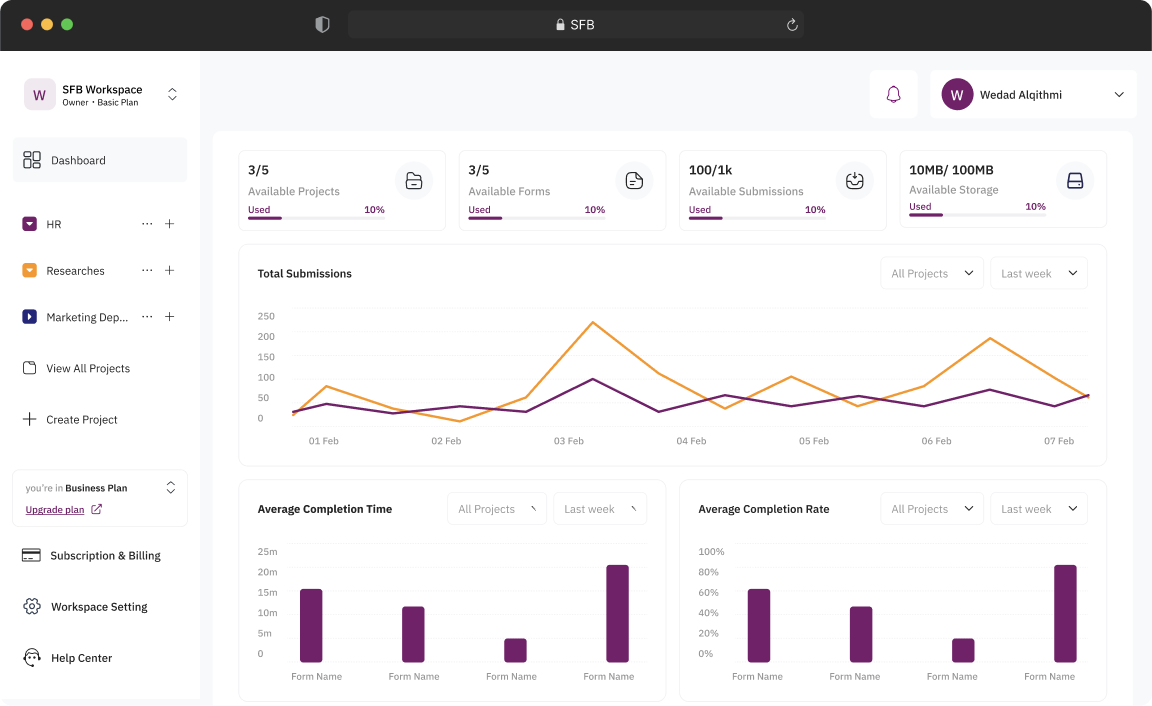 SFB
W
SFB Workspace
Owner • Basic Plan
W
Wedad Alqithmi
Dashboard
HR
Researches
Marketing Dep...
View All Projects
Create Project
you're in Business Plan
Upgrade plan
Subscription & Billing
Workspace Setting
Help Center
3/5
Available Projects
Used 10%
3/5
Available Forms
Used 10%
100/1k
Available Submissions
Used 10%
10MB/ 100MB
Available Storage
Used 10%
Total Submissions
All Projects
Last week
250
200
150
100
50
0
01 Feb 02 Feb 03 Feb 04 Feb 05 Feb 06 Feb 07 Feb
Average Completion Time
All Projects
Last week
25m
20m
15m
10m
5m
0
Form Name Form Name Form Name Form Name
Average Completion Rate
All Projects
Last week
100%
80%
60%
40%
20%
0%
Form Name Form Name Form Name Form Name